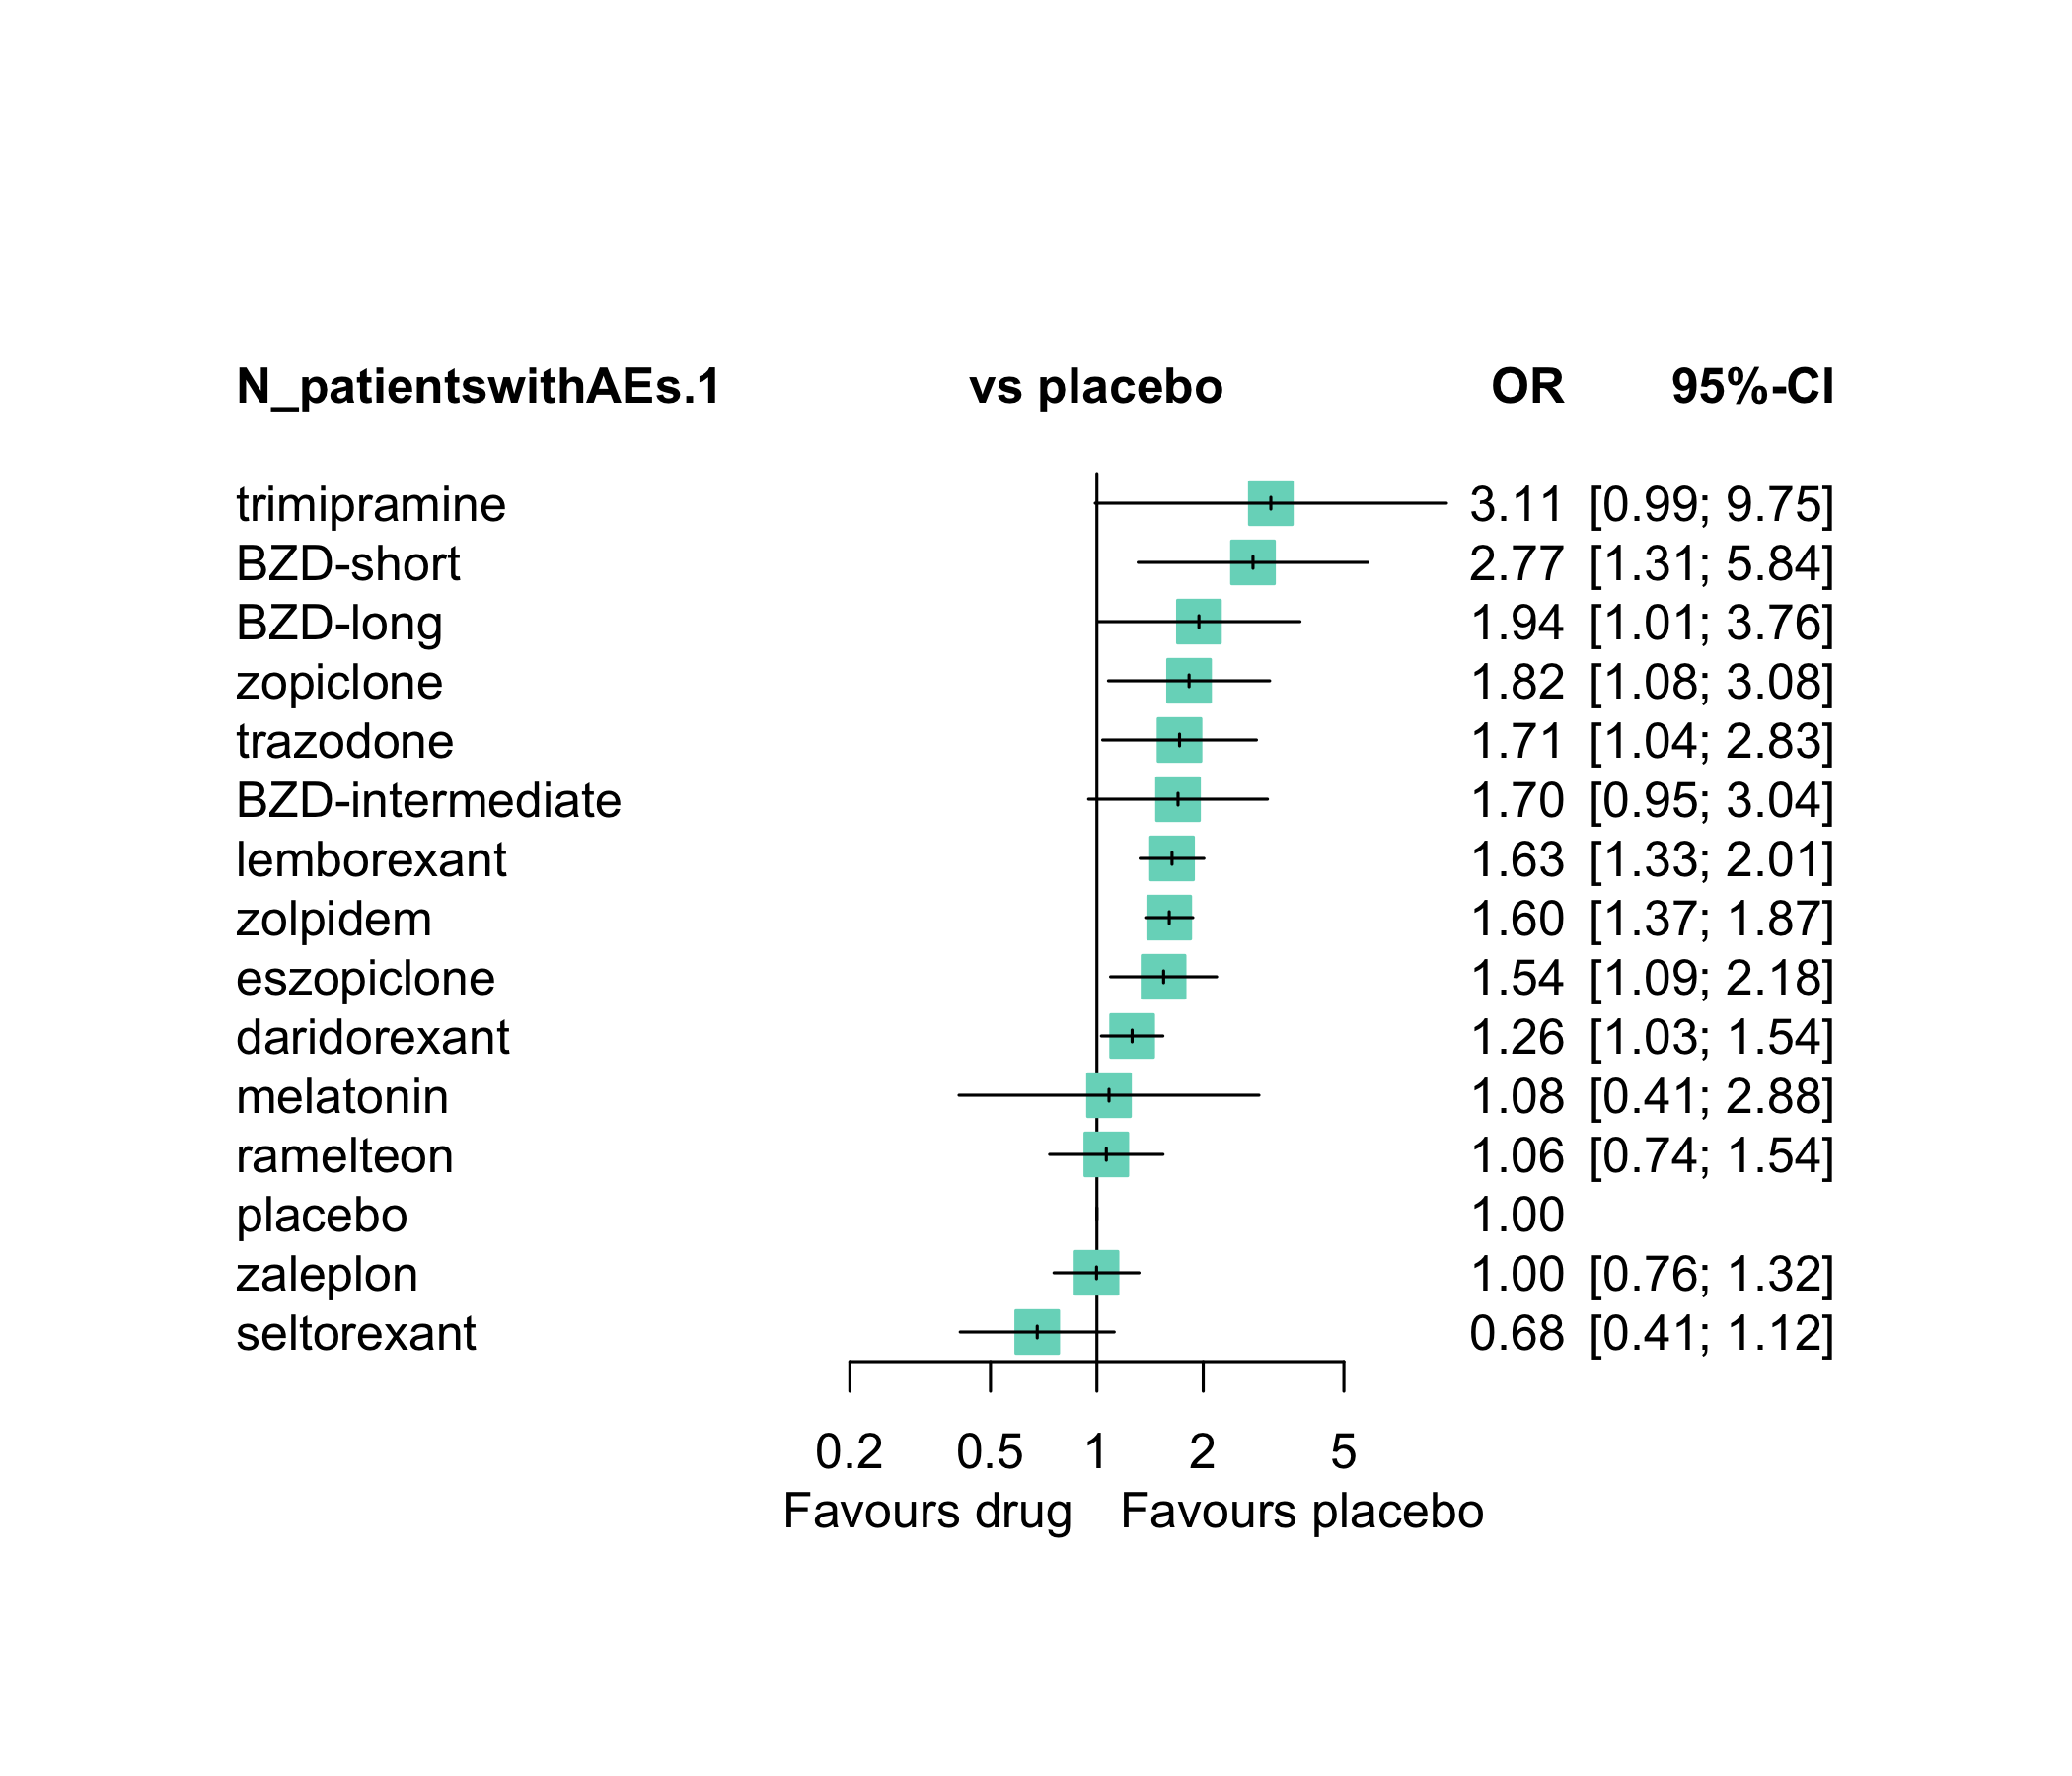 N_patientswithAEs.1 vs placebo OR 95%-CI
trimipramine 3.11 [0.99; 9.75]
BZD-short 2.77 [1.31; 5.84]
BZD-long 1.94 [1.01; 3.76]
zopiclone 1.82 [1.08; 3.08]
trazodone 1.71 [1.04; 2.83]
BZD-intermediate 1.70 [0.95; 3.04]
lemborexant 1.63 [1.33; 2.01]
zolpidem 1.60 [1.37; 1.87]
eszopiclone 1.54 [1.09; 2.18]
daridorexant 1.26 [1.03; 1.54]
melatonin 1.08 [0.41; 2.88]
ramelteon 1.06 [0.74; 1.54]
placebo 1.00
zaleplon 1.00 [0.76; 1.32]
seltorexant 0.68 [0.41; 1.12]
0.2 0.5 1 2 5
Favours drug Favours placebo